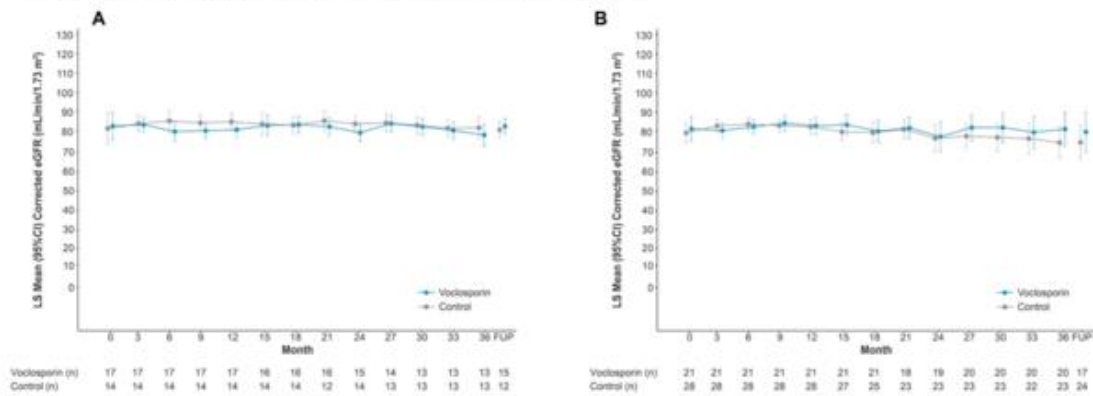 A
LS Mean (95%CI) Corrected eGFR (mL/min/1.73 m²)
130
120
110
100
90
80
70
60
50
40
30
20
10
0
Voclosporin
Control
0 3 6 9 12 15 18 21 24 27 30 33 36 FUP
Month
Voclosporin (n) 17 17 17 17 17 16 16 16 15 14 13 13 13 15
Control (n) 14 14 14 14 14 14 14 12 14 13 13 13 13 12
B
LS Mean (95%CI) Corrected eGFR (mL/min/1.73 m²)
130
120
110
100
90
80
70
60
50
40
30
20
10
0
Voclosporin
Control
0 3 6 9 12 15 18 21 24 27 30 33 36 FUP
Month
Voclosporin (n) 21 21 21 21 21 21 21 18 19 20 20 20 20 17
Control (n) 28 28 28 28 28 27 25 23 23 23 23 22 23 24